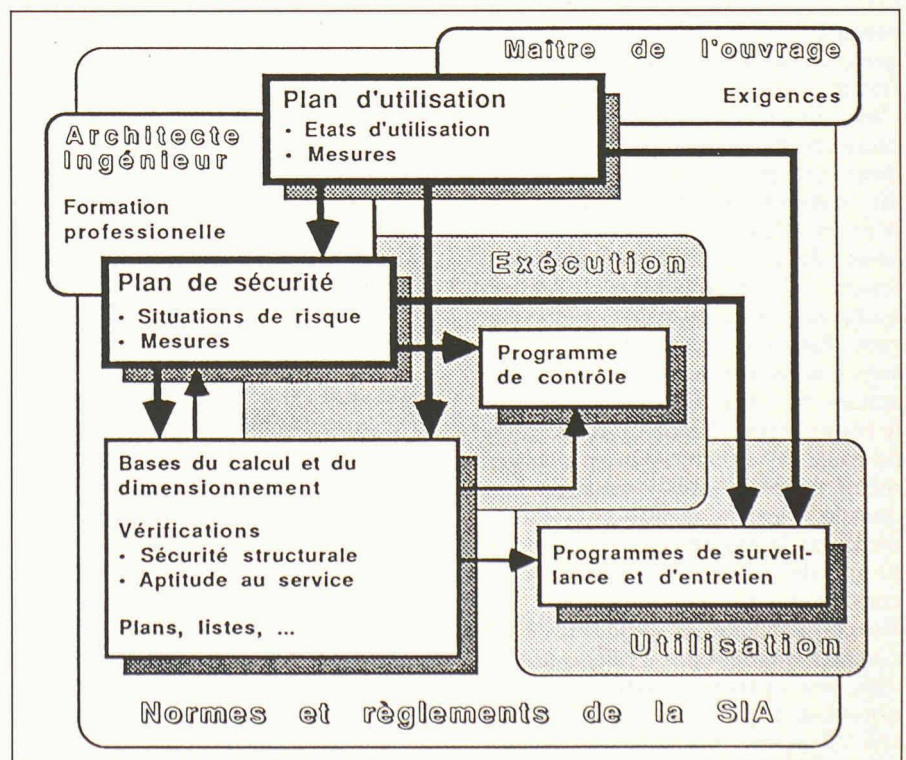 Maître de l'ouvrage
Exigences
Plan d'utilisation
• Etats d'utilisation
• Mesures
Architecte
Ingénieur
Formation
professionelle
Exécution
Plan de sécurité
• Situations de risque
• Mesures
Programme
de contrôle
Bases du calcul et du
dimensionnement
Vérifications
• Sécurité structurale
• Aptitude au service
Plans, listes, ...
Programmes de surveil-
lance et d'entretien
Utilisation
Normes et règlements de la SIA